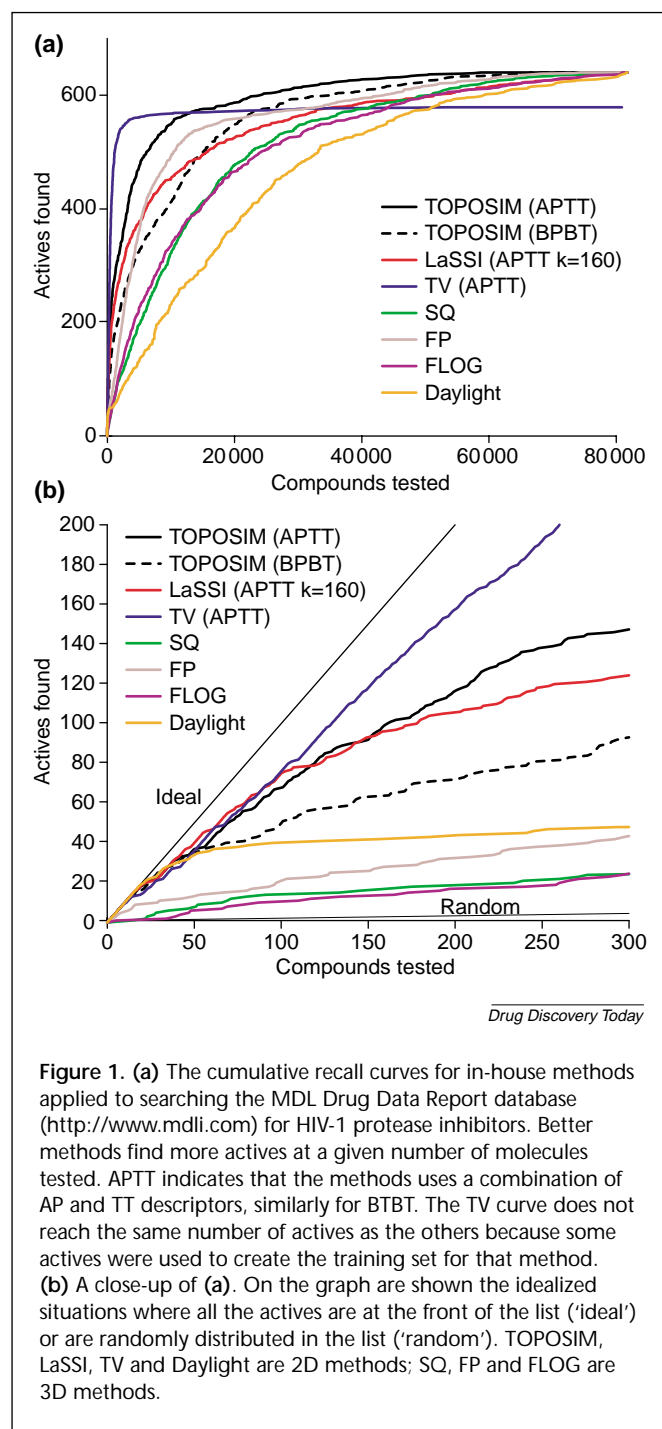 (a)
600
400
200
0
Actives found
TOPOSIM (APTT)
TOPOSIM (BPBT)
LaSSI (APTT k=160)
TV (APTT)
SQ
FP
FLOG
Daylight
0 20 000 40 000 60 000 80 000
Compounds tested
(b)
200
180
160
140
120
100
80
60
40
20
0
Actives found
TOPOSIM (APTT)
TOPOSIM (BPBT)
LaSSI (APTT k=160)
TV (APTT)
SQ
FP
FLOG
Daylight
Ideal
Random
0 50 100 150 200 250 300
Compounds tested
Drug Discovery Today
Figure 1. (a) The cumulative recall curves for in-house methods
applied to searching the MDL Drug Data Report database
(http://www.mdli.com) for HIV-1 protease inhibitors. Better
methods find more actives at a given number of molecules
tested. APTT indicates that the methods uses a combination of
AP and TT descriptors, similarly for BTBT. The TV curve does not
reach the same number of actives as the others because some
actives were used to create the training set for that method.
(b) A close-up of (a). On the graph are shown the idealized
situations where all the actives are at the front of the list (‘ideal’)
or are randomly distributed in the list (‘random’). TOPOSIM,
LaSSI, TV and Daylight are 2D methods; SQ, FP and FLOG are
3D methods.